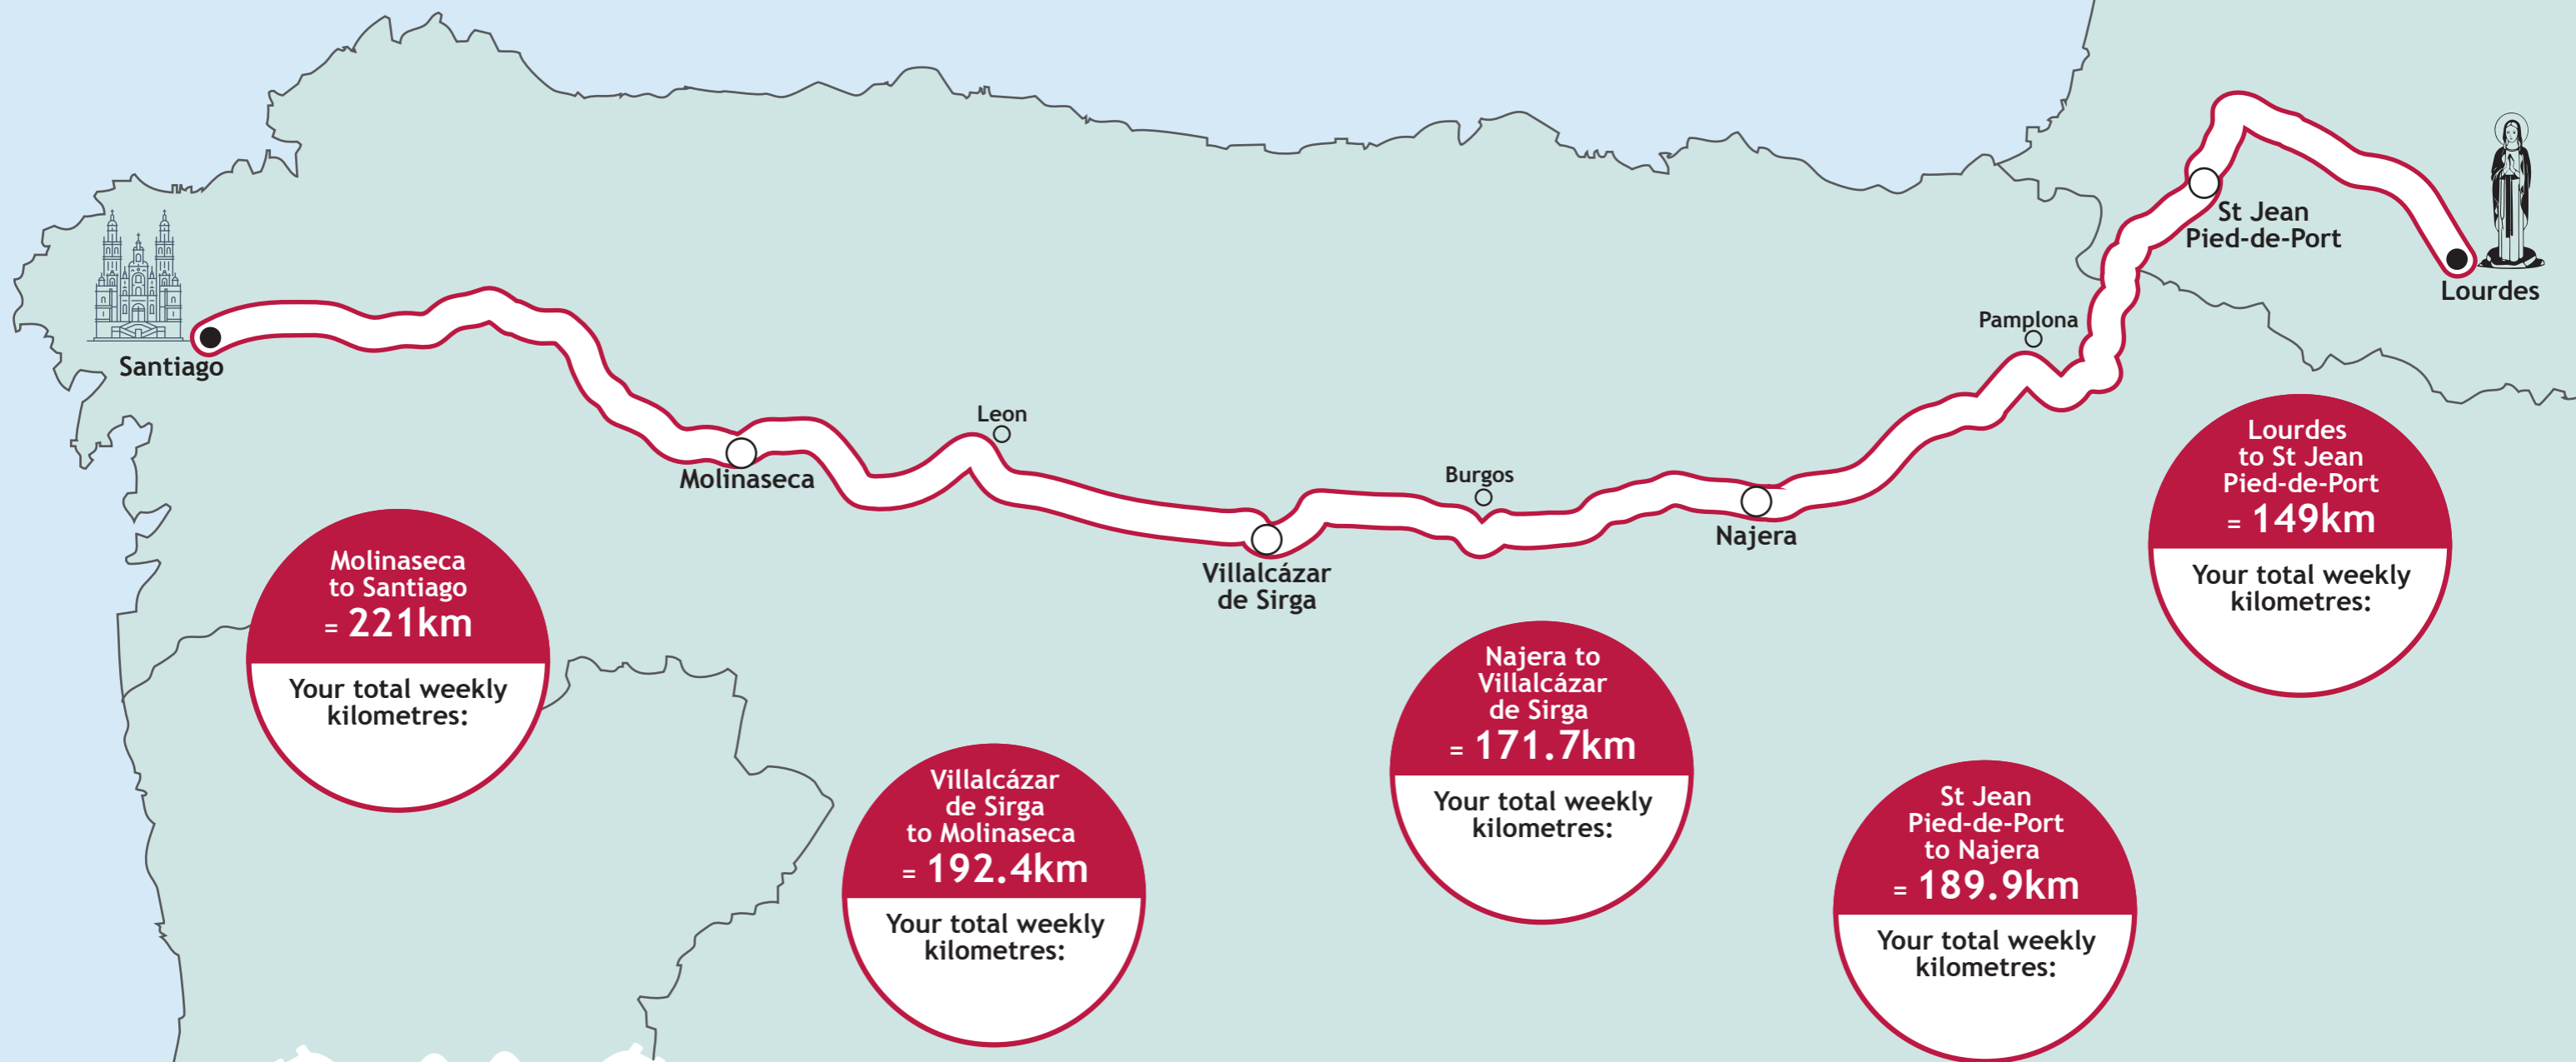 St Jean
Pied-de-Port
Lourdes
Pamplona
Santiago
Leon
Molinaseca
Burgos
Najera
Villalcázar
de Sirga
Lourdes
to St Jean
Pied-de-Port
= 149km
Your total weekly
kilometres:
Molinaseca
to Santiago
= 221km
Your total weekly
kilometres:
Najera to
Villalcázar
de Sirga
= 171.7km
Your total weekly
kilometres:
Villalcázar
de Sirga
to Molinaseca
= 192.4km
Your total weekly
kilometres:
St Jean
Pied-de-Port
to Najera
= 189.9km
Your total weekly
kilometres: